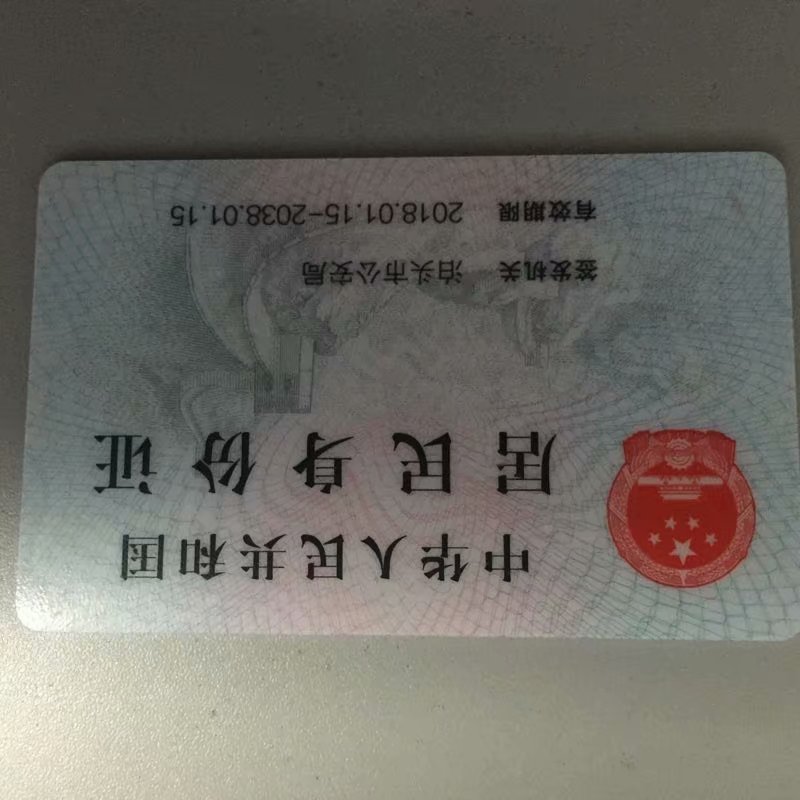 中华人民共和国
居民身份证
签发机关 泊头市公安局
有效期限 2018.01.15-2038.01.15